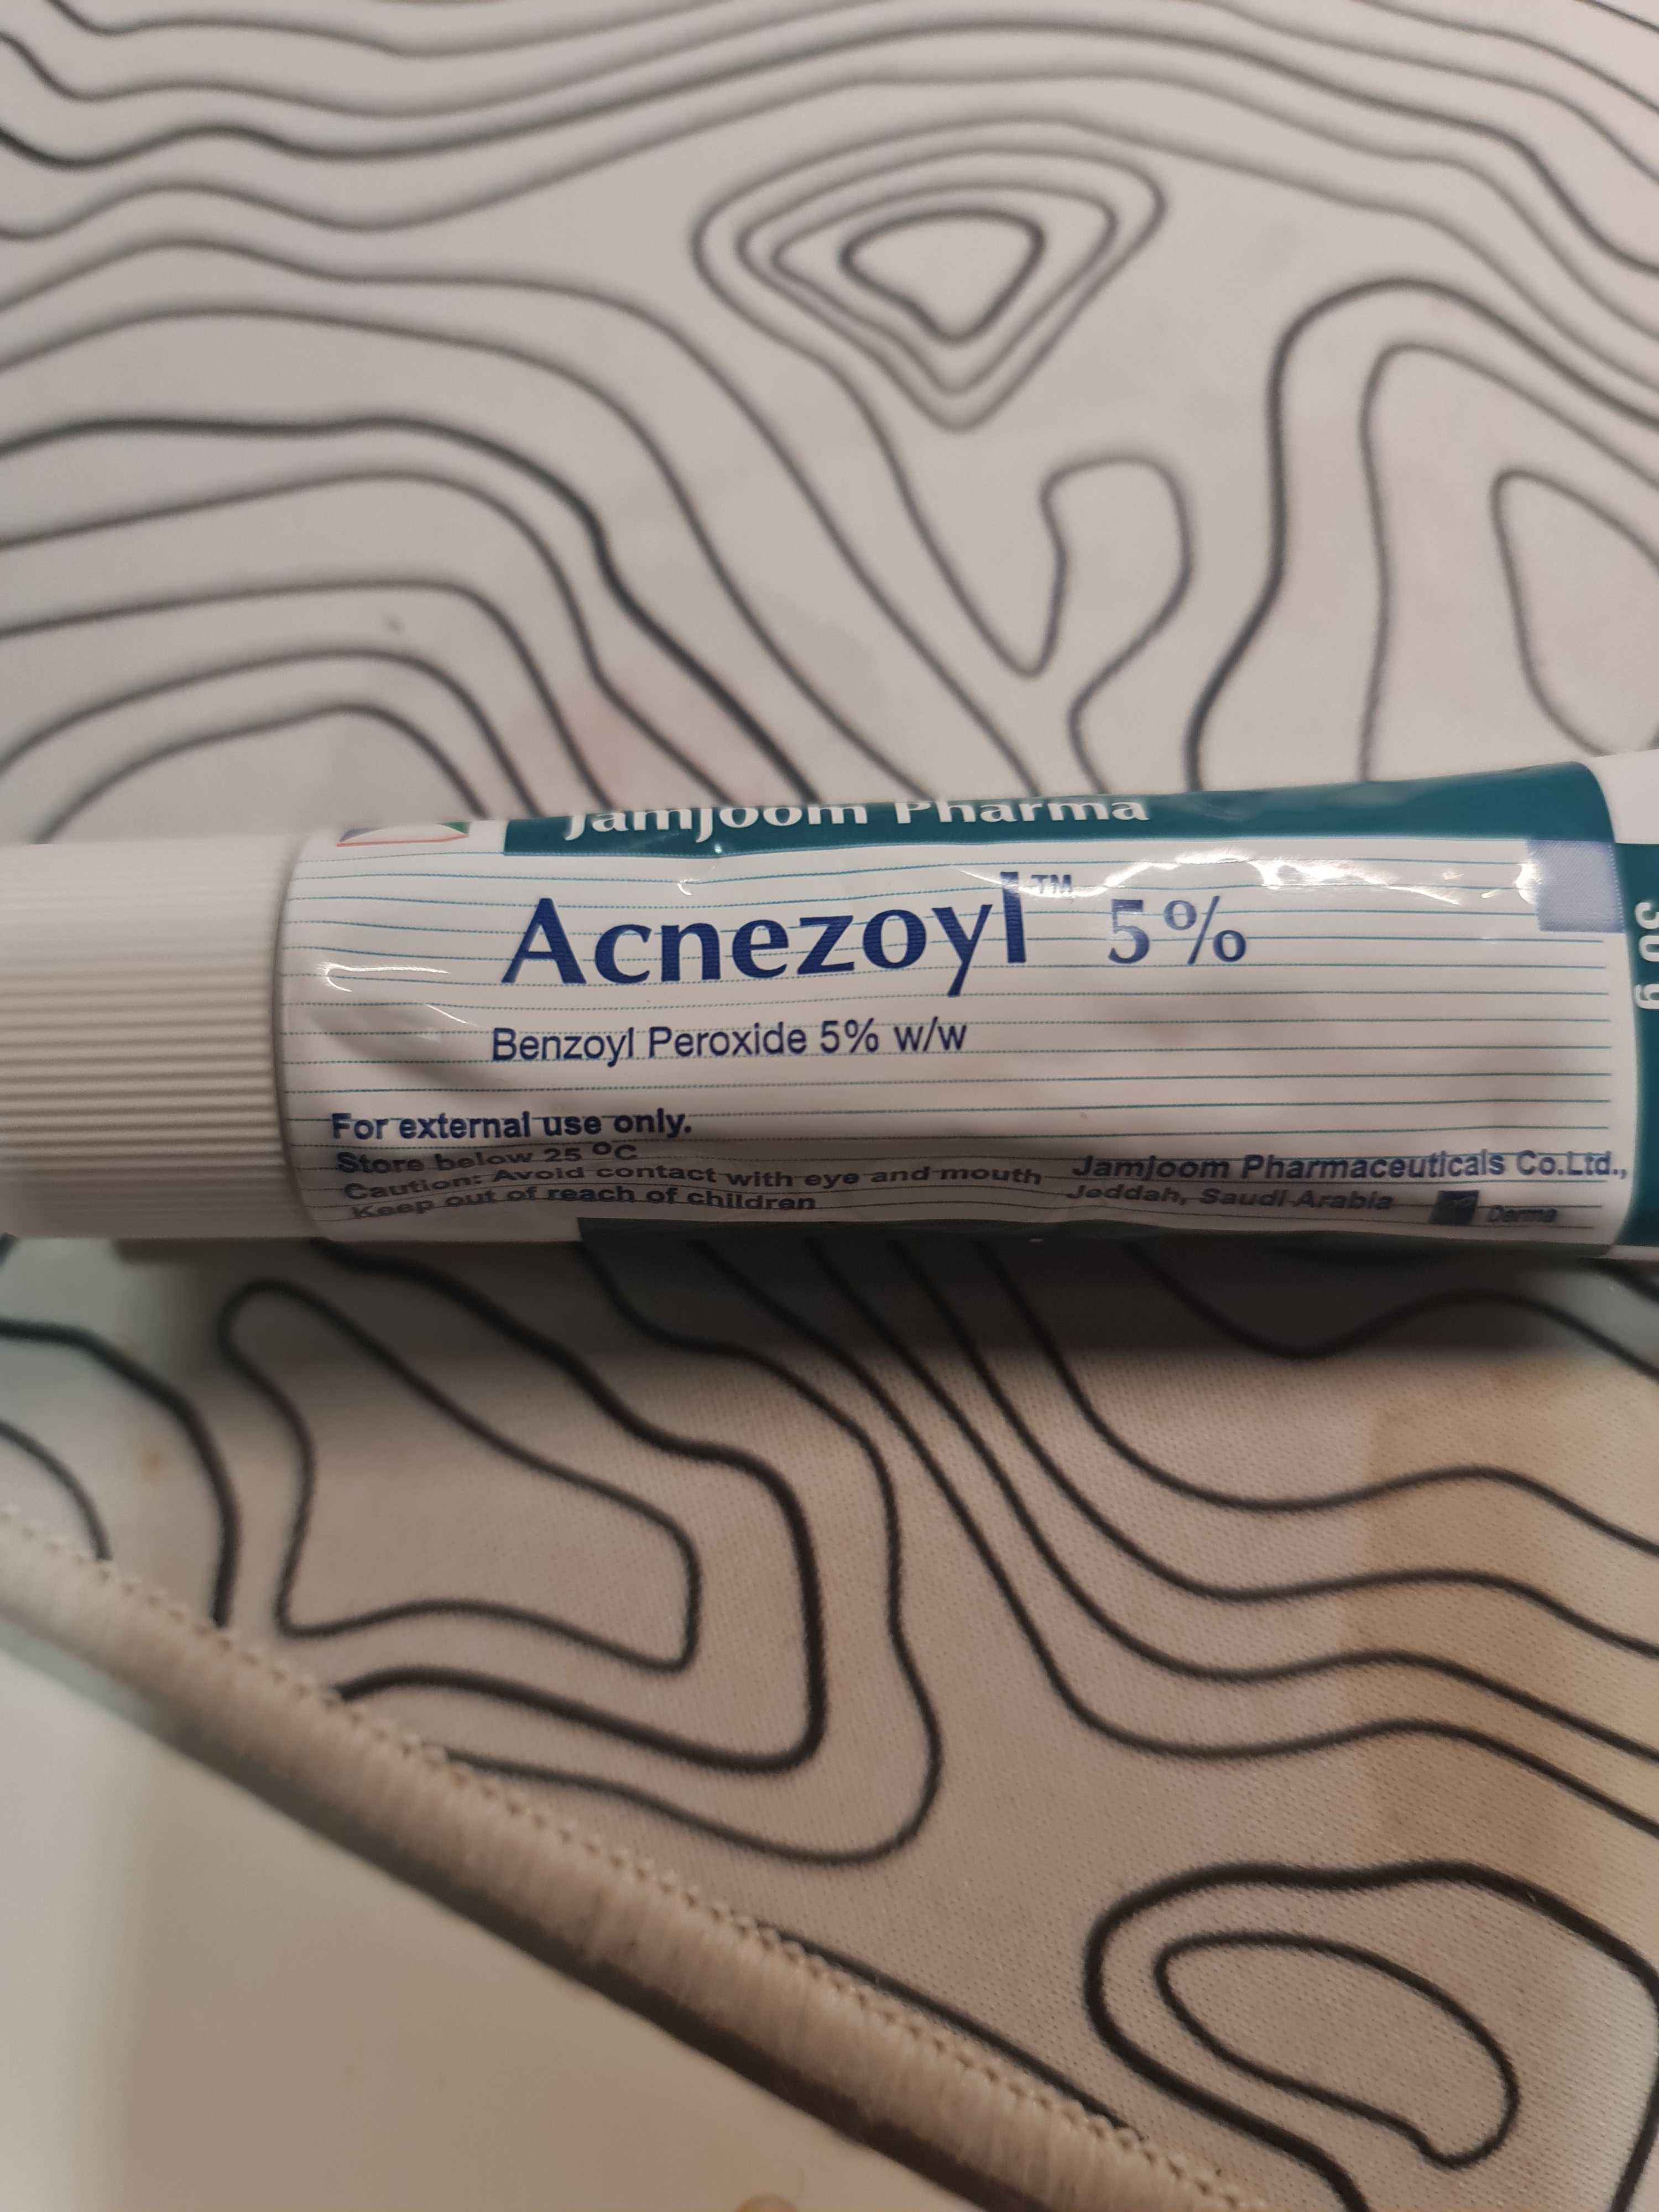 Jamjoom Pharma
Acnezoyl™ 5%
Benzoyl Peroxide 5% w/w
For external use only.
Store below 25 °C
Caution: Avoid contact with eye and mouth
Keep out of reach of children
Jamjoom Pharmaceuticals Co.Ltd.,
Jeddah, Saudi Arabia
Derma
30 g